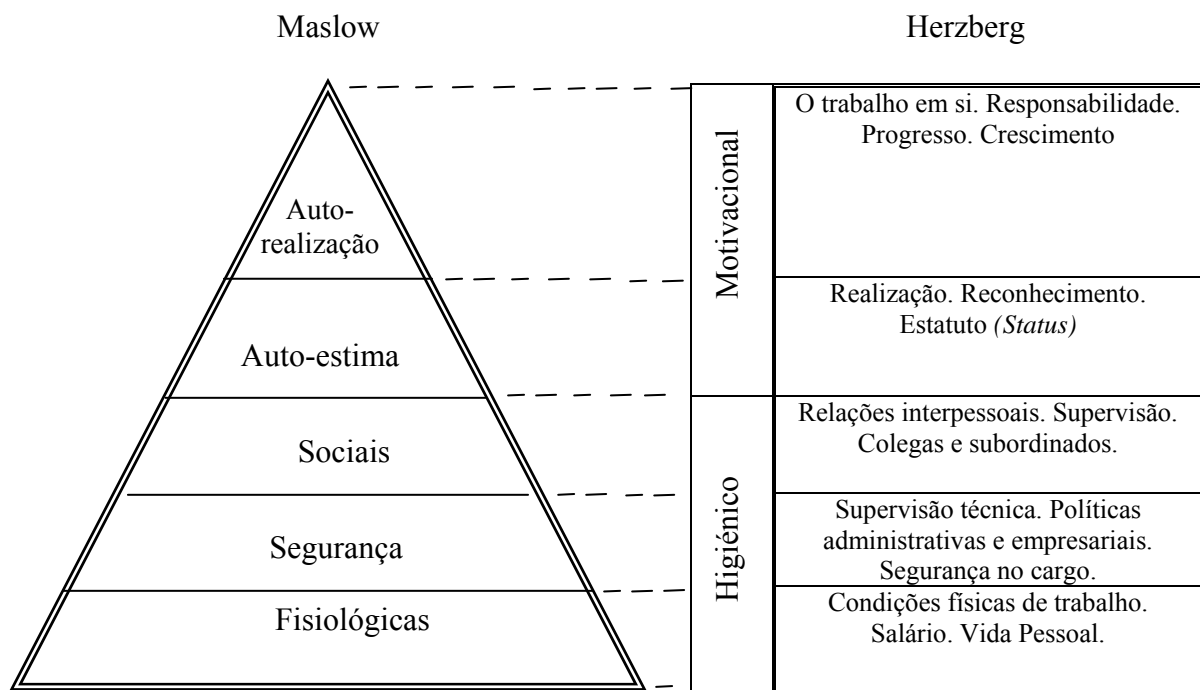 Maslow
Herzberg
Auto-
realização
Auto-estima
Sociais
Segurança
Fisiológicas
Motivacional
Higiénico
O trabalho em si. Responsabilidade.
Progresso. Crescimento
Realização. Reconhecimento.
Estatuto (Status)
Relações interpessoais. Supervisão.
Colegas e subordinados.
Supervisão técnica. Políticas
administrativas e empresariais.
Segurança no cargo.
Condições físicas de trabalho.
Salário. Vida Pessoal.